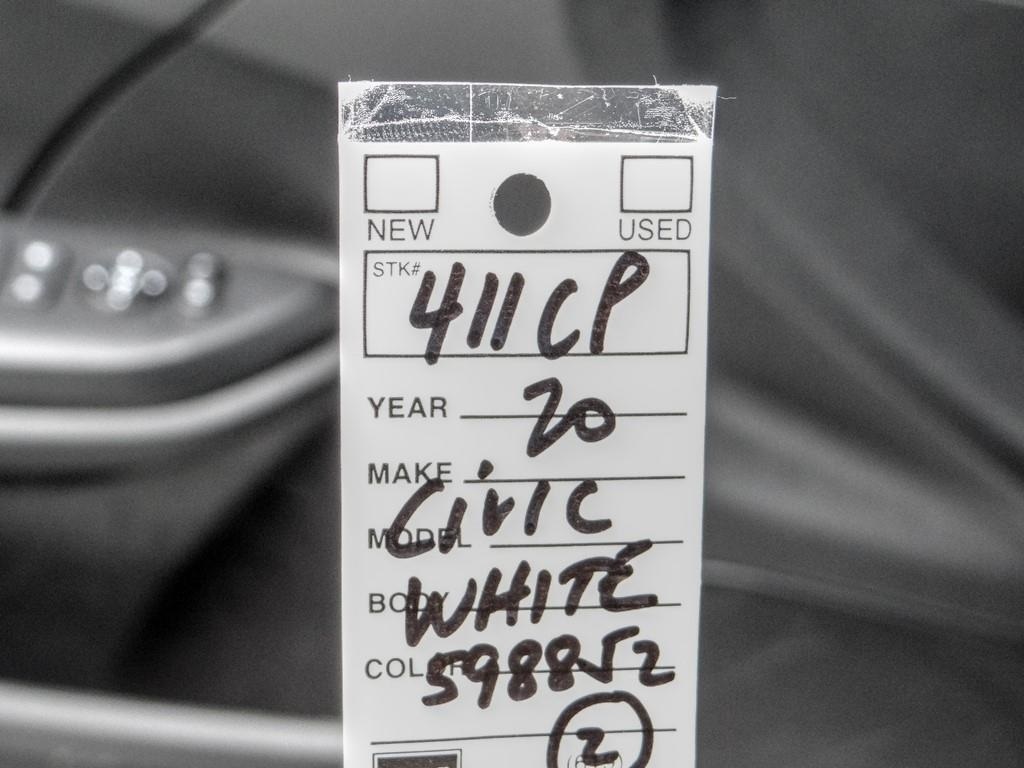 NEW USED
STK# 411CP
YEAR 20
MAKE
MODEL Civic
BODY WHITE
COLOR 598852
2